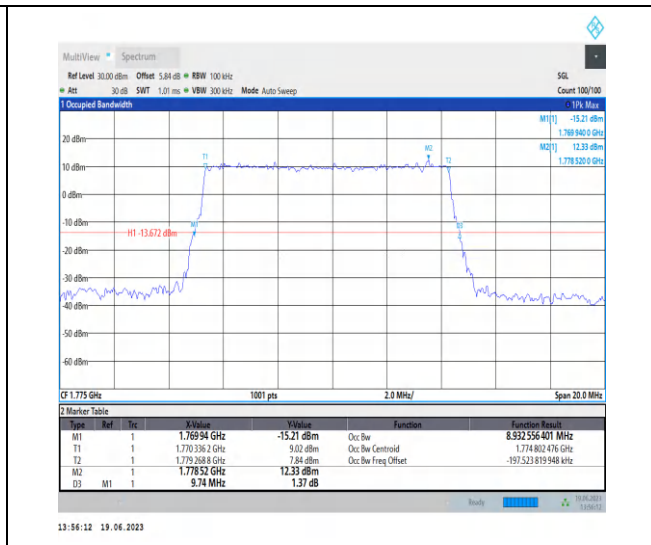 MultiView Spectrum
Ref Level 30.00 dBm Offset 5.84 dB RBW 100 kHz SGL
Att 30 dB SWT 1.01 ms VBW 300 kHz Mode Auto Sweep Count 100/100
1 Occupied Bandwidth 1Pk Max
M1[1] -15.21 dBm
1.769 940 0 GHz
M2[1] 12.33 dBm
1.778 520 0 GHz
20 dBm
M2
T1 T2
10 dBm
0 dBm
-10 dBm
M1 D3
H1 -13.672 dBm
-20 dBm
-30 dBm
-40 dBm
-50 dBm
-60 dBm
CF 1.775 GHz 1001 pts 2.0 MHz/ Span 20.0 MHz
2 Marker Table
Type Ref Trc X-Value Y-Value Function Function Result
M1 1 1.76994 GHz -15.21 dBm Occ Bw 8.932 556 401 MHz
T1 1 1.770 336 2 GHz 9.02 dBm Occ Bw Centroid 1.774 802 476 GHz
T2 1 1.779 268 8 GHz 7.84 dBm Occ Bw Freq Offset -197.523 819 948 kHz
M2 1 1.77852 GHz 12.33 dBm
D3 M1 1 9.74 MHz 1.37 dB
Ready 19.06.2023
13:56:12
13:56:12 19.06.2023